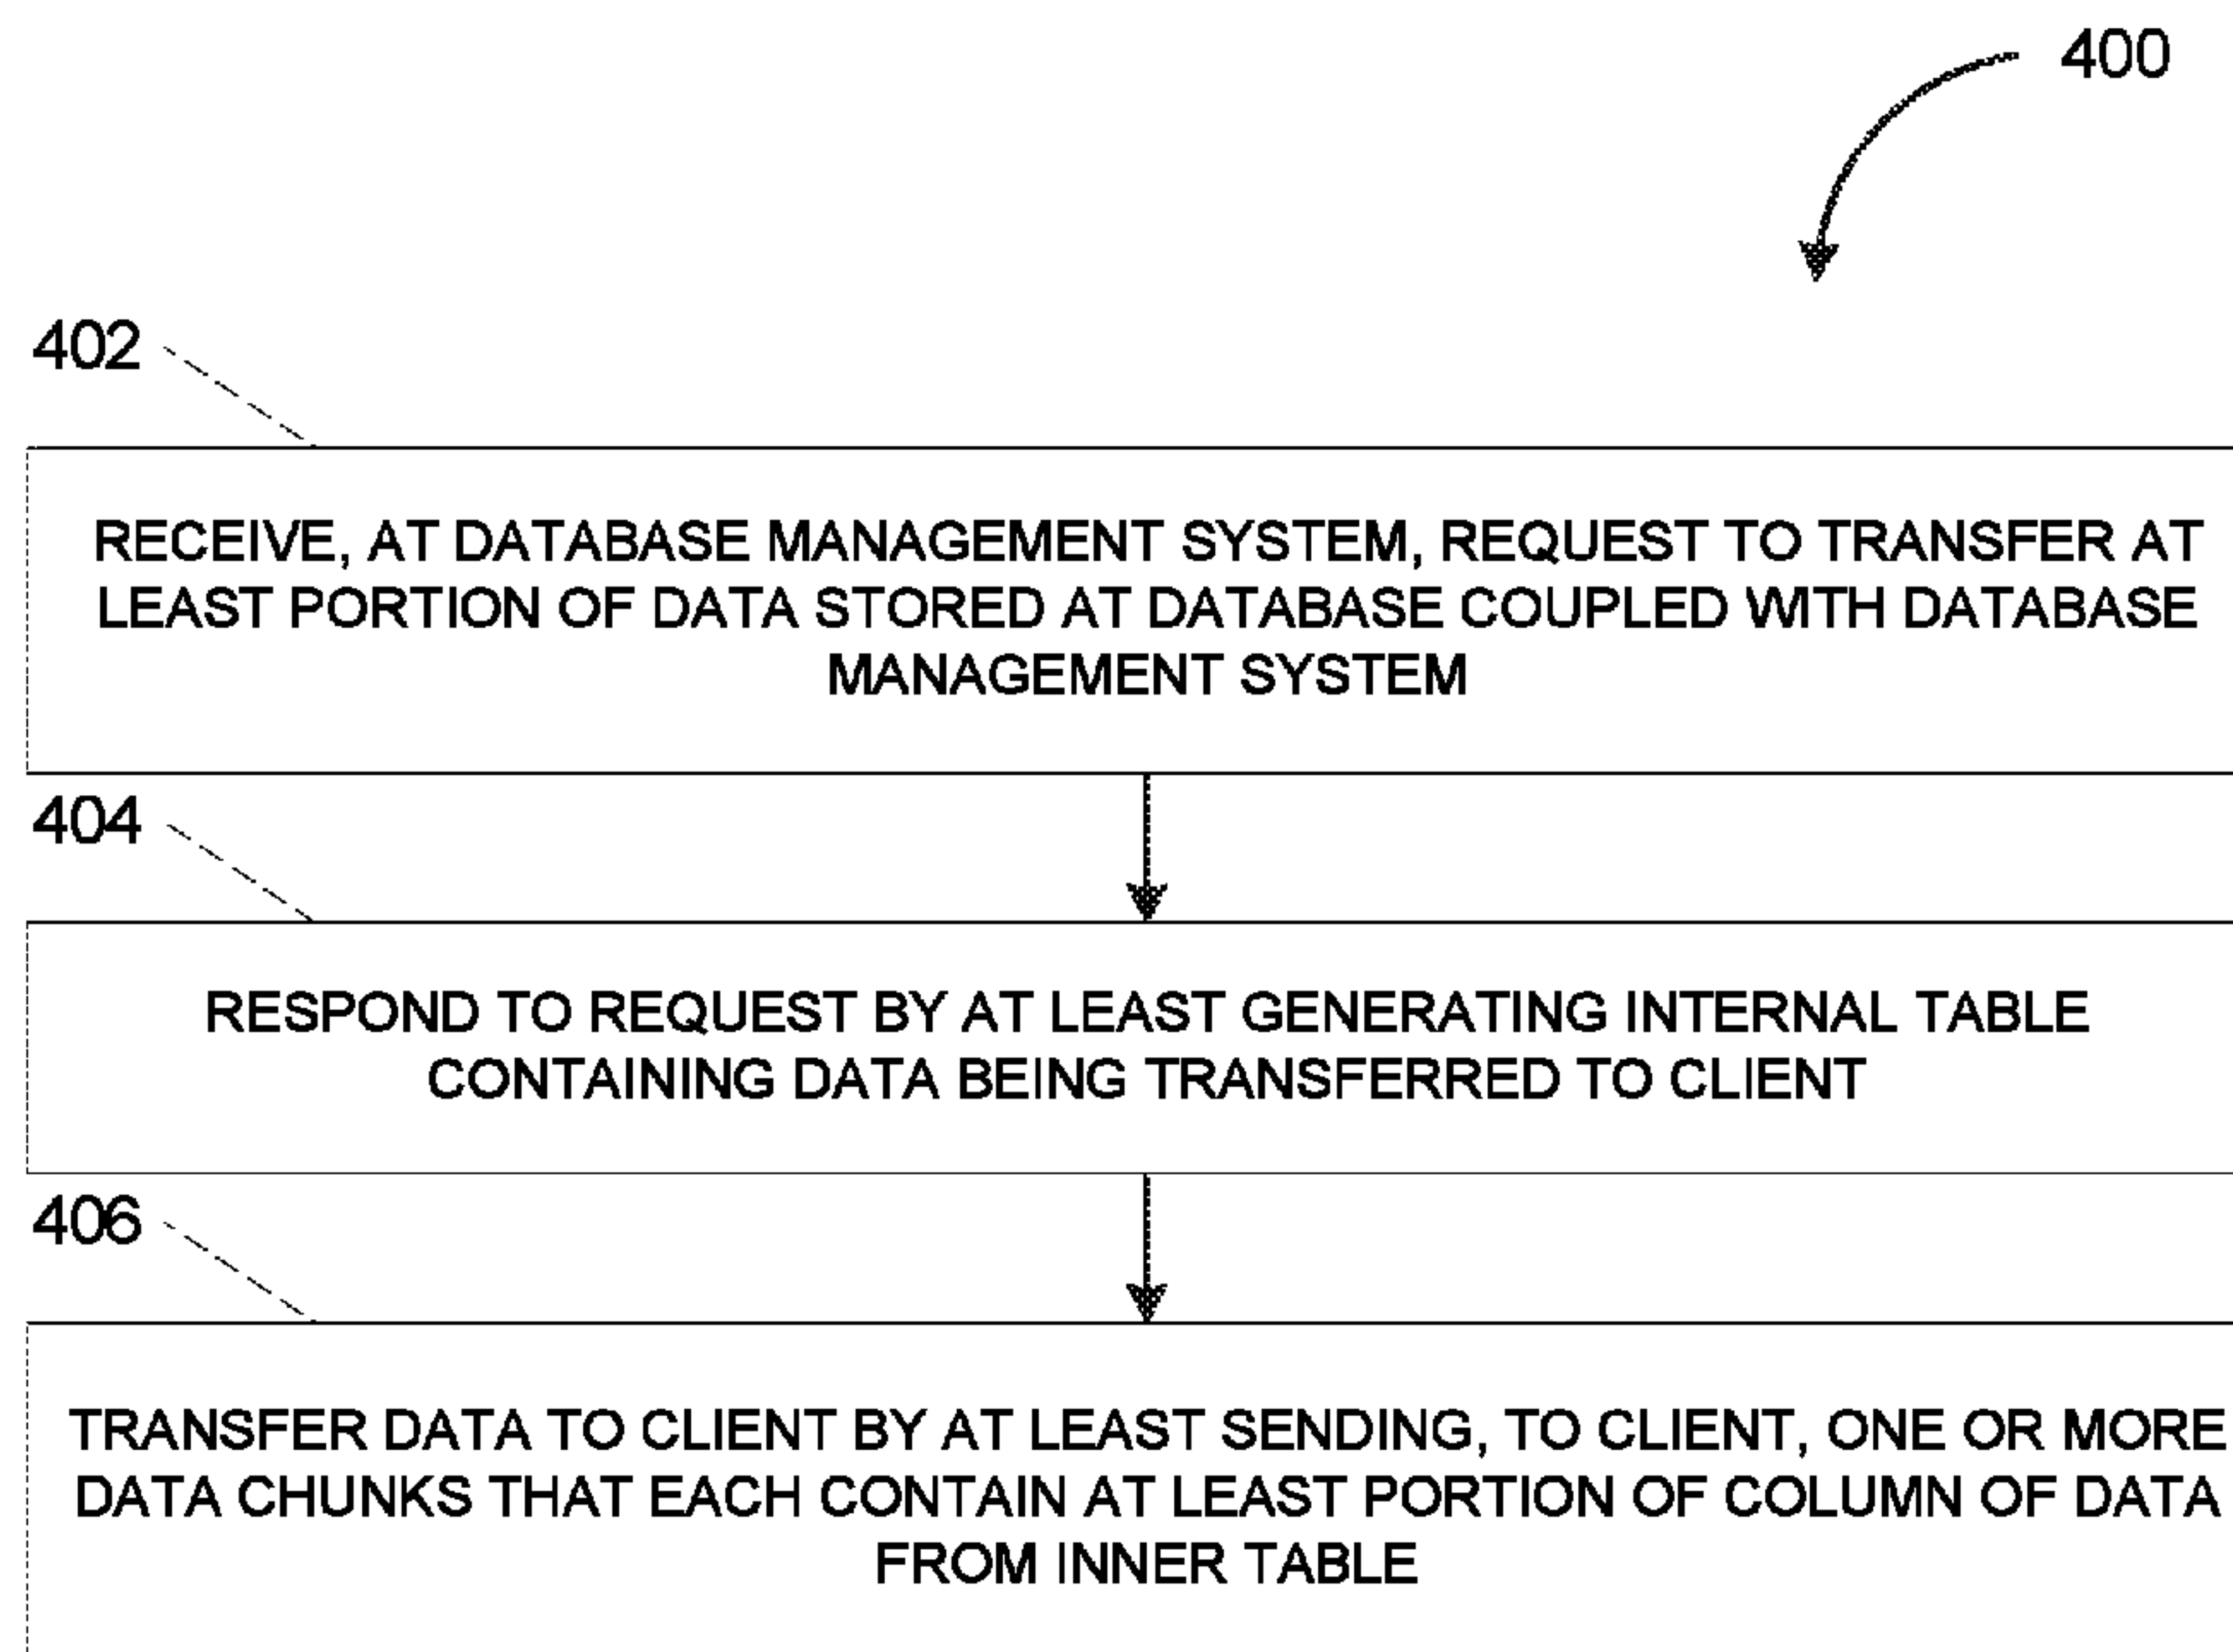 400
402
RECEIVE, AT DATABASE MANAGEMENT SYSTEM, REQUEST TO TRANSFER AT
LEAST PORTION OF DATA STORED AT DATABASE COUPLED WITH DATABASE
MANAGEMENT SYSTEM
404
RESPOND TO REQUEST BY AT LEAST GENERATING INTERNAL TABLE
CONTAINING DATA BEING TRANSFERRED TO CLIENT
406
TRANSFER DATA TO CLIENT BY AT LEAST SENDING, TO CLIENT, ONE OR MORE
DATA CHUNKS THAT EACH CONTAIN AT LEAST PORTION OF COLUMN OF DATA
FROM INNER TABLE